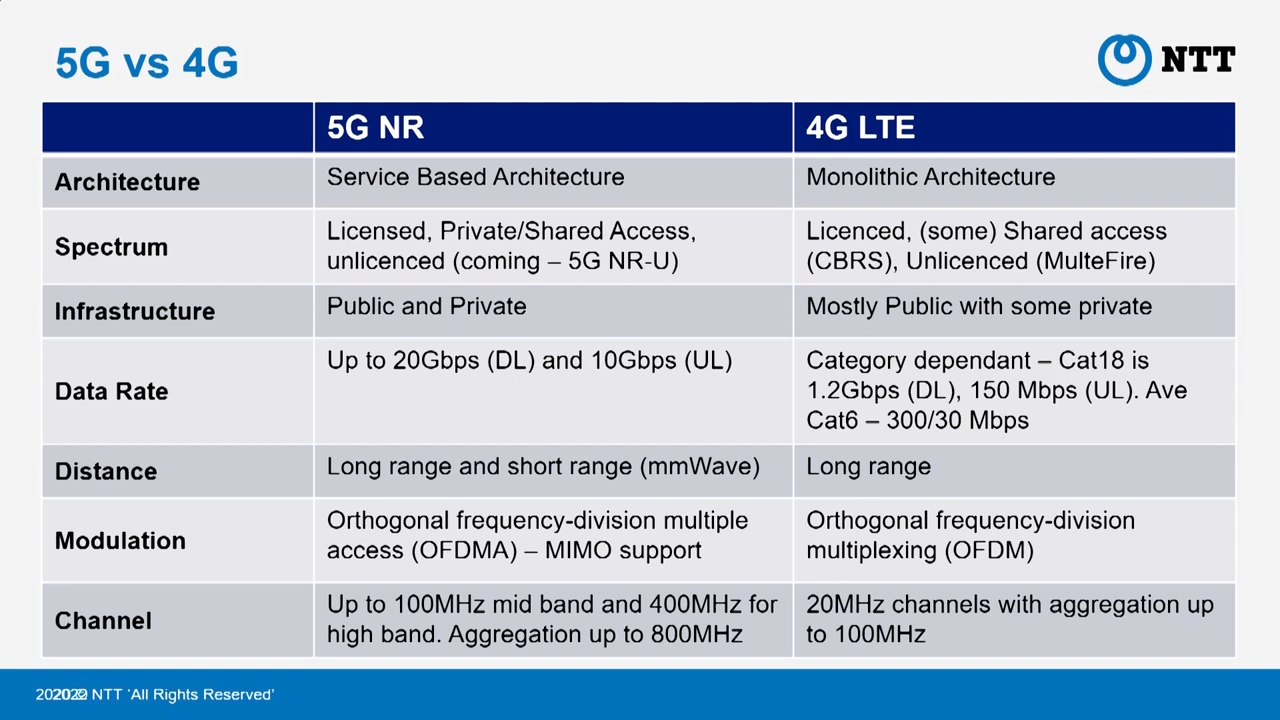 5G vs 4G
NTT
5G NR
4G LTE
Architecture
Service Based Architecture
Monolithic Architecture
Spectrum
Licensed, Private/Shared Access,
unlicenced (coming – 5G NR-U)
Licenced, (some) Shared access
(CBRS), Unlicenced (MulteFire)
Infrastructure
Public and Private
Mostly Public with some private
Data Rate
Up to 20Gbps (DL) and 10Gbps (UL)
Category dependant – Cat18 is
1.2Gbps (DL), 150 Mbps (UL). Ave
Cat6 – 300/30 Mbps
Distance
Long range and short range (mmWave)
Long range
Modulation
Orthogonal frequency-division multiple
access (OFDMA) – MIMO support
Orthogonal frequency-division
multiplexing (OFDM)
Channel
Up to 100MHz mid band and 400MHz for
high band. Aggregation up to 800MHz
20MHz channels with aggregation up
to 100MHz
NTT 'All Rights Reserved'